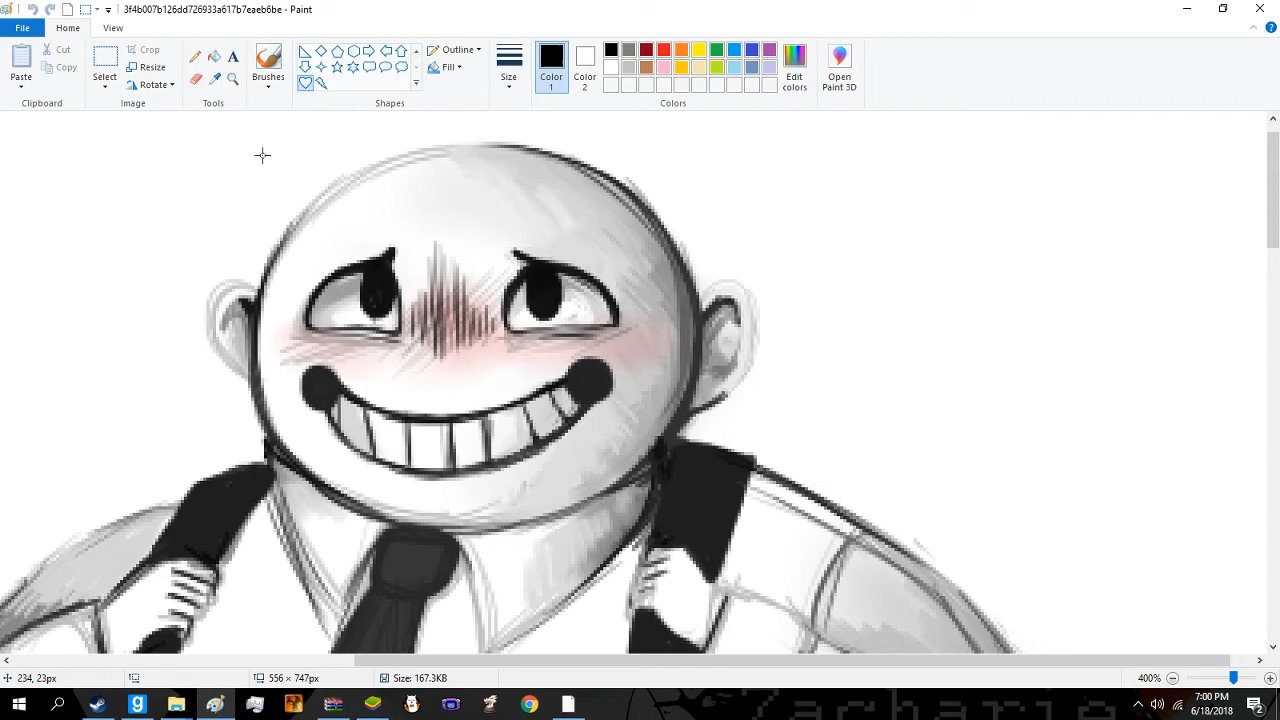 3f4b007b126dd726933a617b7eaeb6be - Paint
File Home View
Paste Cut Copy Clipboard
Select Crop Resize Rotate Image
Tools
Brushes
Outline Fill Shapes
Size
Color 1 Color 2 Edit colors Colors
Open Paint 3D
234, 23px 556 × 747px Size: 167.3KB 400%
7:00 PM
6/18/2018